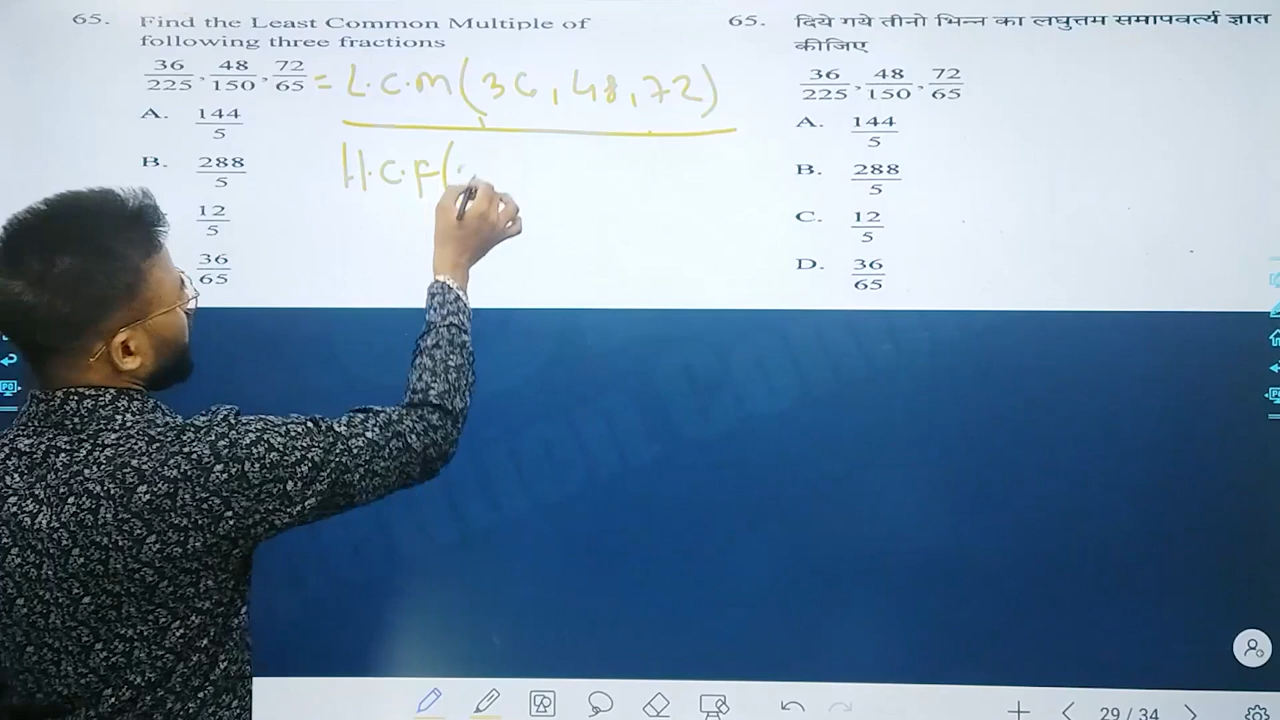 65. Find the Least Common Multiple of
following three fractions
36/225, 48/150, 72/65 = L.C.M(36,48,72)
H.C.F(
A. 144/5
B. 288/5
12/5
36/65
65. दिये गये तीनो भिन्न का लघुत्तम समापवर्त्य ज्ञात
कीजिए
36/225, 48/150, 72/65
A. 144/5
B. 288/5
C. 12/5
D. 36/65
29 / 34